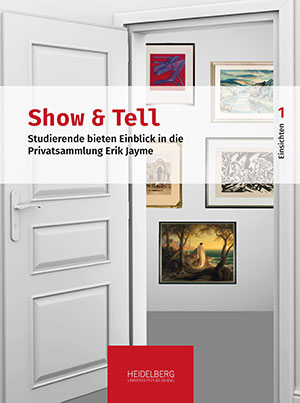 Show & Tell
Studierende bieten Einblick in die
Privatsammlung Erik Jayme
Einsichten 1
HEIDELBERG
UNIVERSITY PUBLISHING